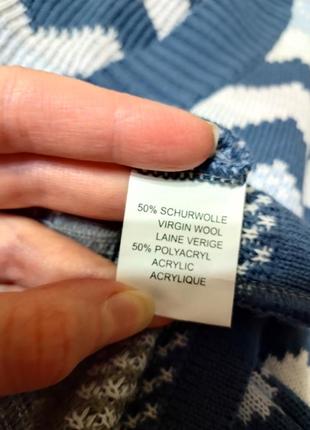 50% SCHURWOLLE
VIRGIN WOOL
LAINE VERIGE
50% POLYACRYL
ACRYLIC
ACRYLIQUE